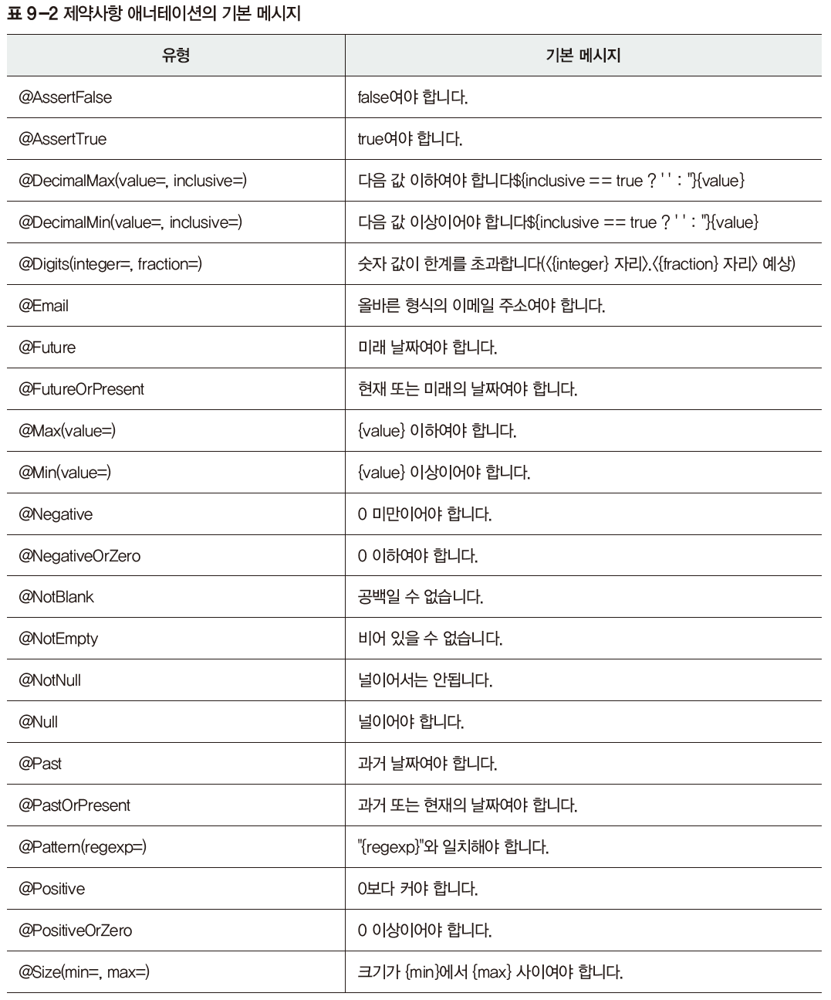 표 9-2 제약사항 애너테이션의 기본 메시지
유형 기본 메시지
@AssertFalse false여야 합니다.
@AssertTrue true여야 합니다.
@DecimalMax(value=, inclusive=) 다음 값 이하여야 합니다${inclusive == true ? ' ' : ''}{value}
@DecimalMin(value=, inclusive=) 다음 값 이상이어야 합니다${inclusive == true ? ' ' : ''}{value}
@Digits(integer=, fraction=) 숫자 값이 한계를 초과합니다(〈{integer} 자리〉.〈{fraction} 자리〉 예상)
@Email 올바른 형식의 이메일 주소여야 합니다.
@Future 미래 날짜여야 합니다.
@FutureOrPresent 현재 또는 미래의 날짜여야 합니다.
@Max(value=) {value} 이하여야 합니다.
@Min(value=) {value} 이상이어야 합니다.
@Negative 0 미만이어야 합니다.
@NegativeOrZero 0 이하여야 합니다.
@NotBlank 공백일 수 없습니다.
@NotEmpty 비어 있을 수 없습니다.
@NotNull 널이어서는 안됩니다.
@Null 널이어야 합니다.
@Past 과거 날짜여야 합니다.
@PastOrPresent 과거 또는 현재의 날짜여야 합니다.
@Pattern(regexp=) "{regexp}"와 일치해야 합니다.
@Positive 0보다 커야 합니다.
@PositiveOrZero 0 이상이어야 합니다.
@Size(min=, max=) 크기가 {min}에서 {max} 사이여야 합니다.